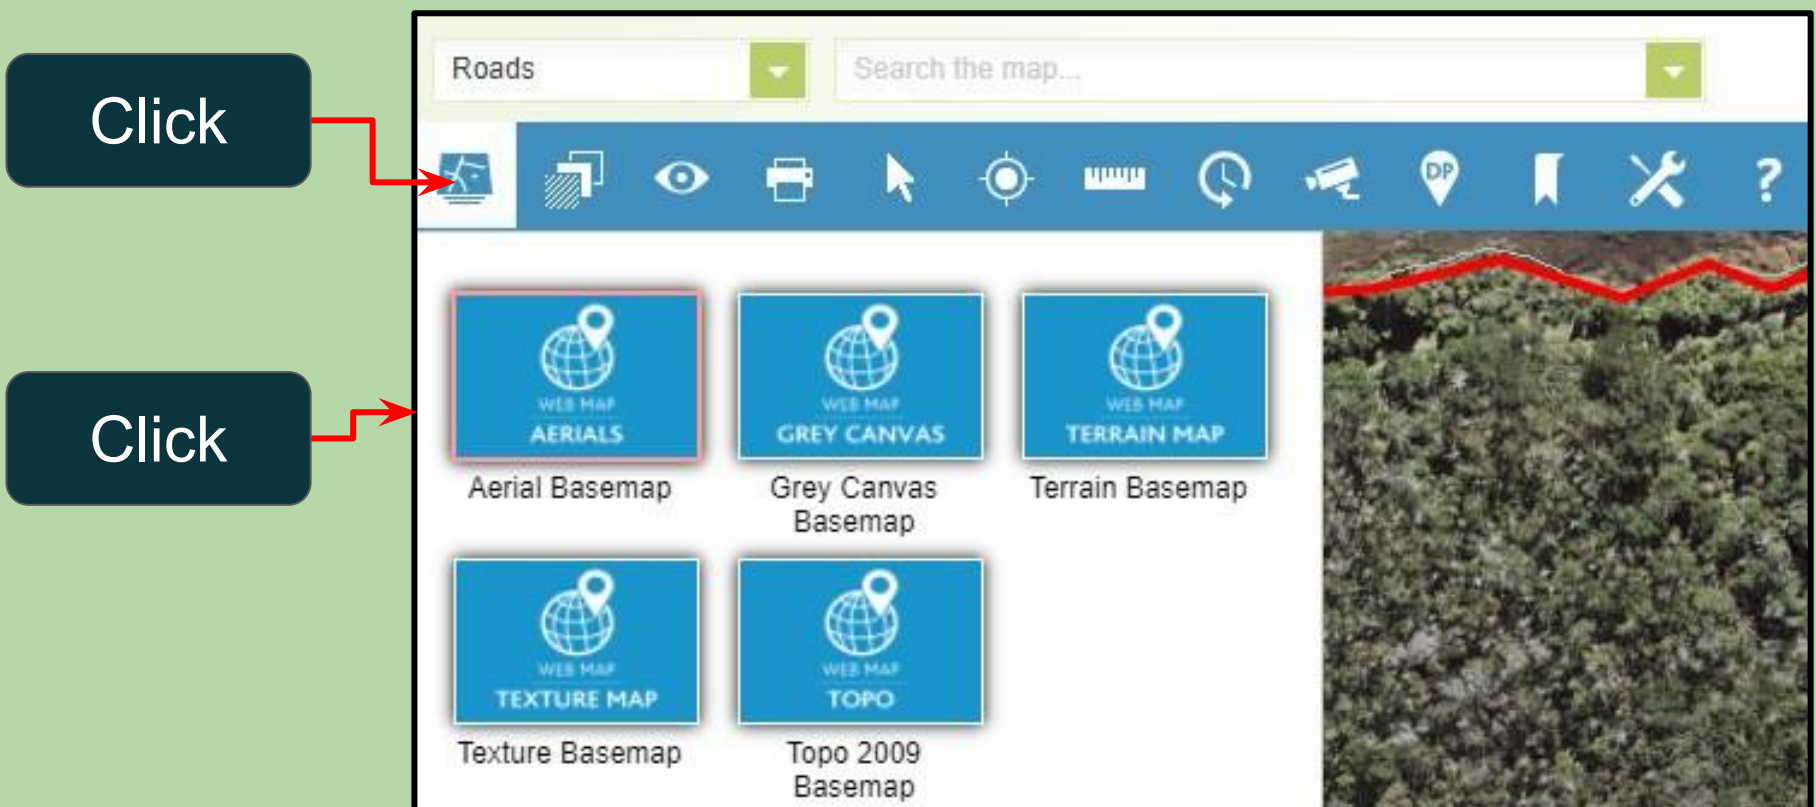 Click
Roads
Search the map...
DP
?
Click
WEB MAP
AERIALS
Aerial Basemap
WEB MAP
GREY CANVAS
Grey Canvas
Basemap
WEB MAP
TERRAIN MAP
Terrain Basemap
WEB MAP
TEXTURE MAP
Texture Basemap
WEB MAP
TOPO
Topo 2009
Basemap